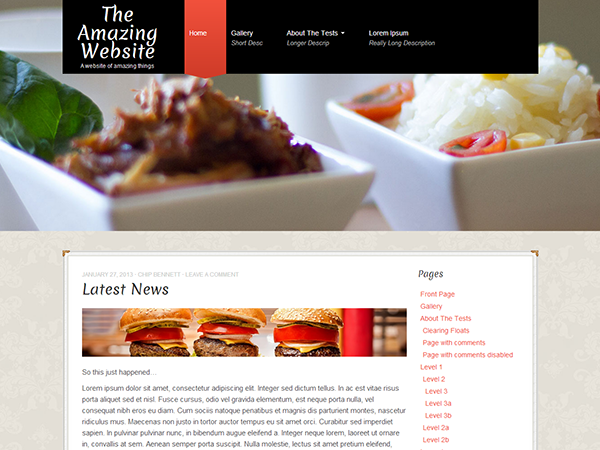 The
Amazing
Website
A website of amazing things
Home
Gallery
Short Desc
About The Tests
Longer Descrip
Lorem Ipsum
Really Long Description
JANUARY 27, 2013 · CHIP BENNETT · LEAVE A COMMENT
Latest News
So this just happened...
Lorem ipsum dolor sit amet, consectetur adipiscing elit. Integer sed dictum tellus. In ac est vitae risus
porta aliquet sed et nisl. Fusce cursus, odio vel gravida elementum, est neque porta nulla, vel
consequat nibh eros eu diam. Cum sociis natoque penatibus et magnis dis parturient montes, nascetur
ridiculus mus. Maecenas non justo in tortor auctor tempus eu sit amet orci. Curabitur sed imperdiet
sapien. In pulvinar pulvinar nunc, in bibendum augue eleifend a. Integer neque lorem, laoreet ut ornare
in, convallis at sem. Aenean semper porta suscipit. Nulla molestie, lectus sit amet pretium eleifend,
Pages
Front Page
Gallery
About The Tests
Clearing Floats
Page with comments
Page with comments disabled
Level 1
Level 2
Level 3
Level 3a
Level 3b
Level 2a
Level 2b